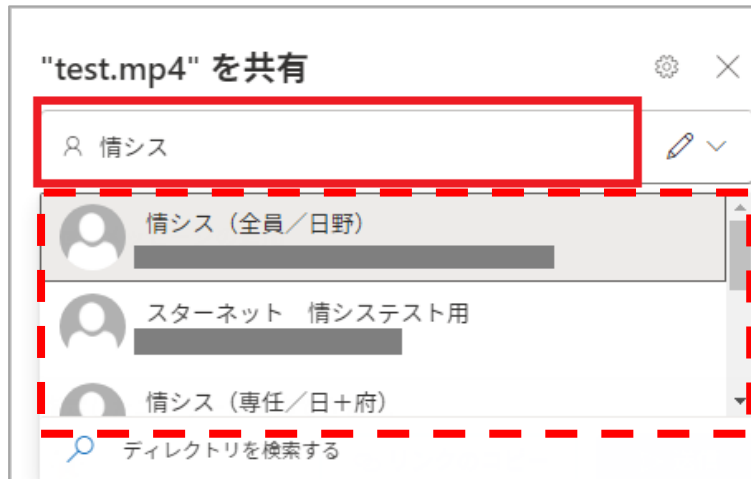 "test.mp4" を共有
情シス
情シス（全員／日野）
スターネット　情システスト用
情シス（専任／日＋府）
ディレクトリを検索する